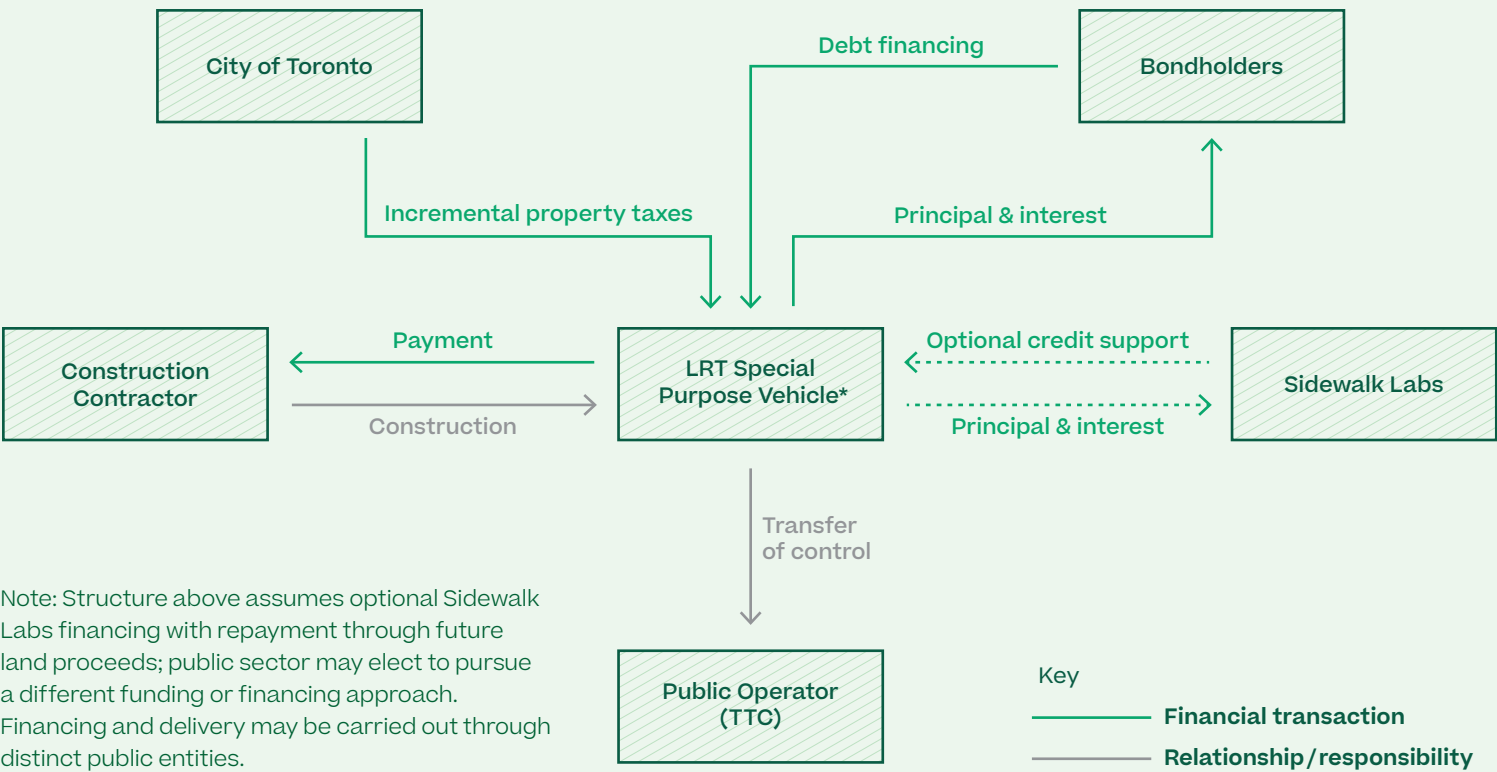 City of Toronto
Debt financing
Bondholders
Incremental property taxes
Principal & interest
Construction
Contractor
Payment
Construction
LRT Special
Purpose Vehicle*
Optional credit support
Principal & interest
Sidewalk Labs
Transfer
of control
Note: Structure above assumes optional Sidewalk
Labs financing with repayment through future
land proceeds; public sector may elect to pursue
a different funding or financing approach.
Financing and delivery may be carried out through
distinct public entities.
Public Operator
(TTC)
Key
Financial transaction
Relationship/responsibility